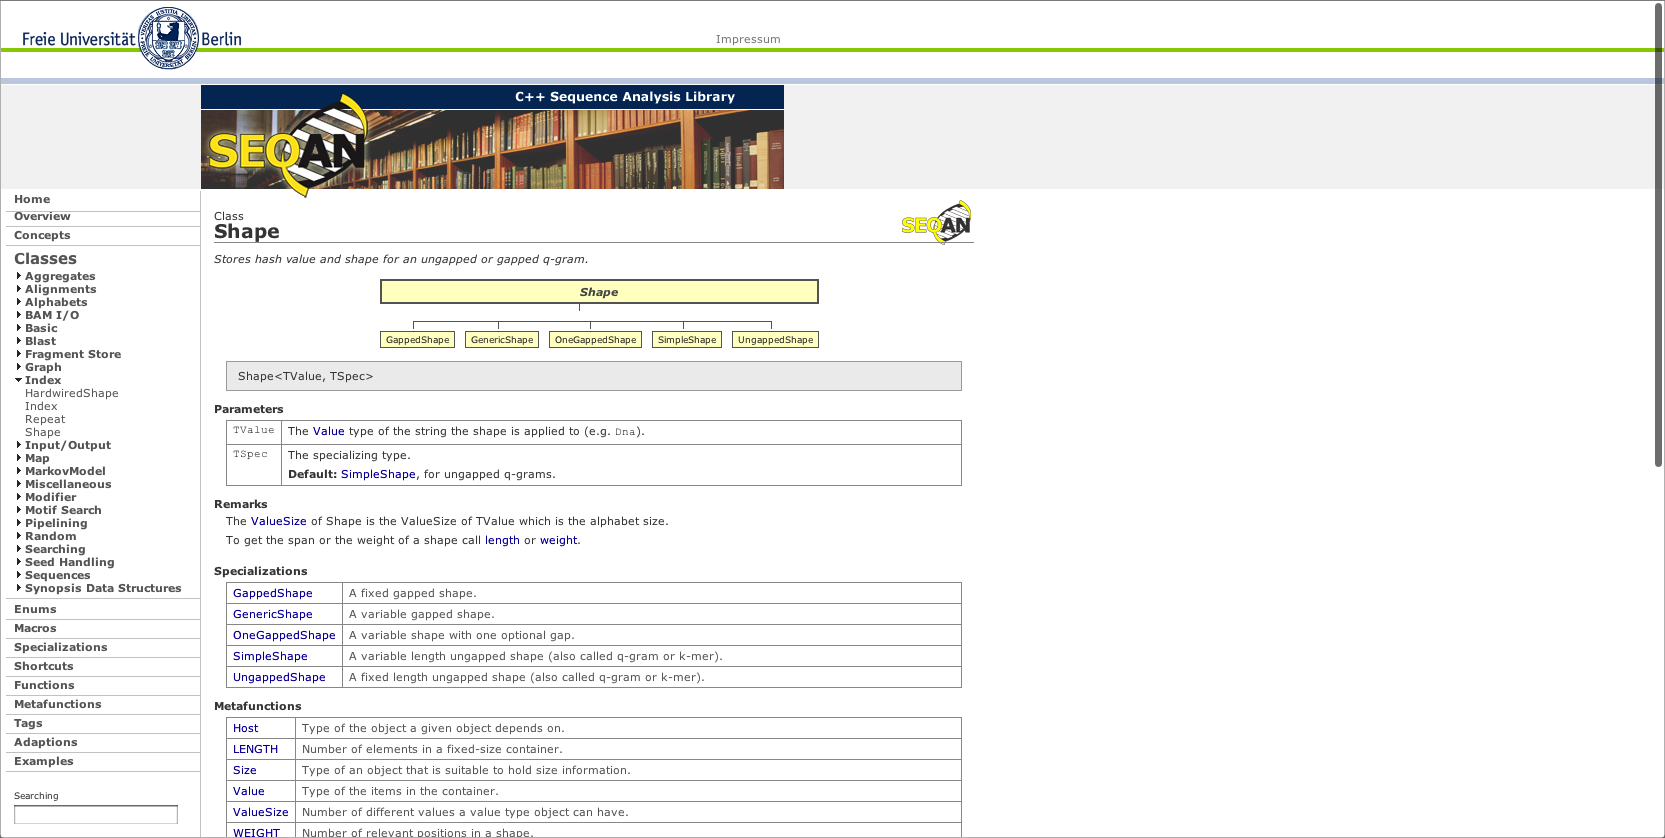 Freie Universität Berlin
Impressum
C++ Sequence Analysis Library
SEQAN
Home
Overview
Concepts
Classes
Aggregates
Alignments
Alphabets
BAM I/O
Basic
Blast
Fragment Store
Graph
Index
HardwiredShape
Index
Repeat
Shape
Input/Output
Map
MarkovModel
Miscellaneous
Modifier
Motif Search
Pipelining
Random
Searching
Seed Handling
Sequences
Synopsis Data Structures
Enums
Macros
Specializations
Shortcuts
Functions
Metafunctions
Tags
Adaptions
Examples
Searching
Class
Shape
SEQAN
Stores hash value and shape for an ungapped or gapped q-gram.
Shape
GappedShape GenericShape OneGappedShape SimpleShape UngappedShape
Shape<TValue, TSpec>
Parameters
TValue The Value type of the string the shape is applied to (e.g. Dna).
TSpec The specializing type.
Default: SimpleShape, for ungapped q-grams.
Remarks
The ValueSize of Shape is the ValueSize of TValue which is the alphabet size.
To get the span or the weight of a shape call length or weight.
Specializations
GappedShape A fixed gapped shape.
GenericShape A variable gapped shape.
OneGappedShape A variable shape with one optional gap.
SimpleShape A variable length ungapped shape (also called q-gram or k-mer).
UngappedShape A fixed length ungapped shape (also called q-gram or k-mer).
Metafunctions
Host Type of the object a given object depends on.
LENGTH Number of elements in a fixed-size container.
Size Type of an object that is suitable to hold size information.
Value Type of the items in the container.
ValueSize Number of different values a value type object can have.
WEIGHT Number of relevant positions in a shape.